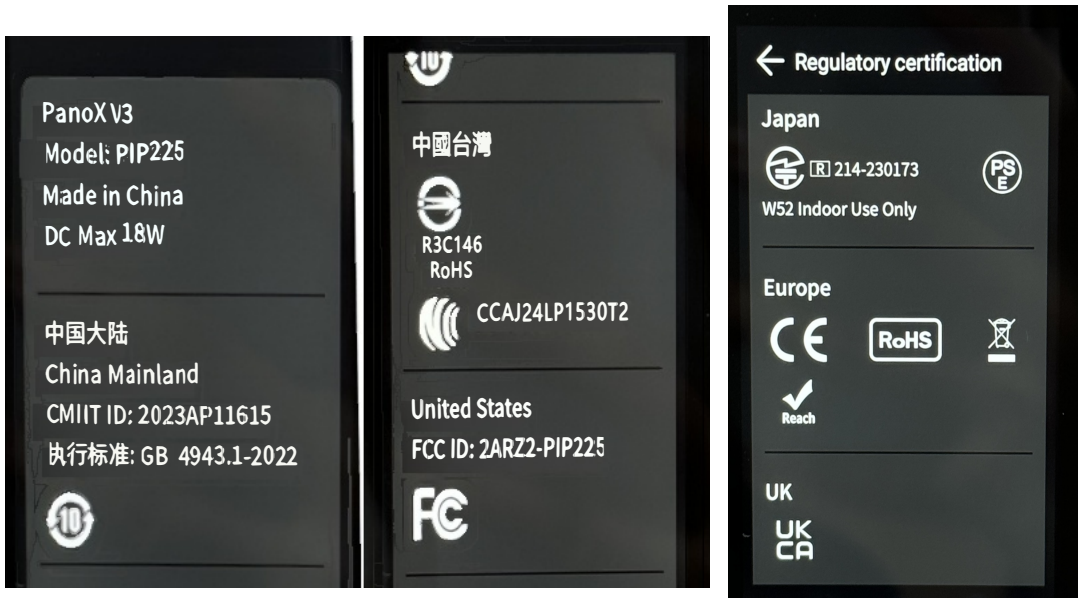 PanoX V3
Model: PIP225
Made in China
DC Max 18W
中国大陆
China Mainland
CMIIT ID: 2023AP11615
执行标准: GB 4943.1-2022
10
10
中國台灣
R3C146
RoHS
CCAJ24LP1530T2
United States
FCC ID: 2ARZ2-PIP225
FC
← Regulatory certification
Japan
R 214-230173
PS
E
W52 Indoor Use Only
Europe
CE
RoHS
Reach
UK
UK
CA